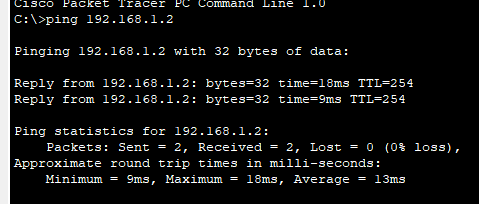 Cisco Packet Tracer PC Command Line 1.0
C:\>ping 192.168.1.2
Pinging 192.168.1.2 with 32 bytes of data:
Reply from 192.168.1.2: bytes=32 time=18ms TTL=254
Reply from 192.168.1.2: bytes=32 time=9ms TTL=254
Ping statistics for 192.168.1.2:
    Packets: Sent = 2, Received = 2, Lost = 0 (0% loss),
Approximate round trip times in milli-seconds:
    Minimum = 9ms, Maximum = 18ms, Average = 13ms